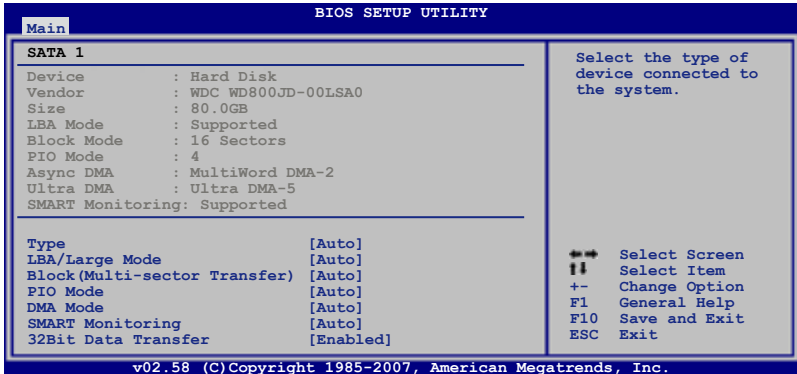 BIOS SETUP UTILITY
Main
SATA 1
Device : Hard Disk
Vendor : WDC WD800JD-00LSA0
Size : 80.0GB
LBA Mode : Supported
Block Mode : 16 Sectors
PIO Mode : 4
Async DMA : MultiWord DMA-2
Ultra DMA : Ultra DMA-5
SMART Monitoring: Supported
Type [Auto]
LBA/Large Mode [Auto]
Block(Multi-sector Transfer) [Auto]
PIO Mode [Auto]
DMA Mode [Auto]
SMART Monitoring [Auto]
32Bit Data Transfer [Enabled]
Select the type of
device connected to
the system.
←→ Select Screen
↑↓ Select Item
+- Change Option
F1 General Help
F10 Save and Exit
ESC Exit
v02.58 (C)Copyright 1985-2007, American Megatrends, Inc.